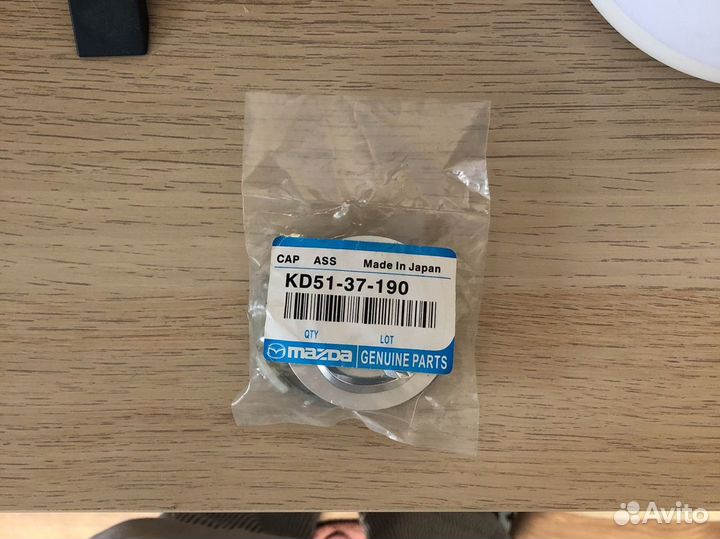 CAP ASS Made In Japan
KD51-37-190
QTY LOT
mazda GENUINE PARTS
Avito